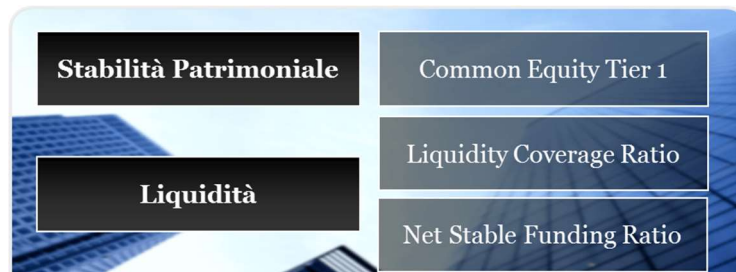 Stabilità Patrimoniale
Common Equity Tier 1
Liquidità
Liquidity Coverage Ratio
Net Stable Funding Ratio